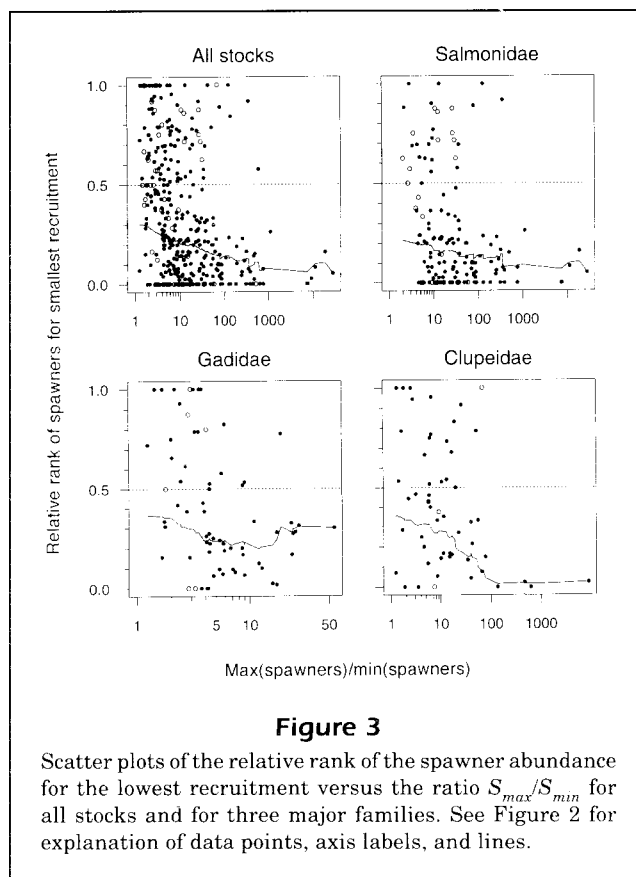 All stocks
Salmonidae
1.0
0.5
0.0
10
1000
10
1000
Gadidae
Clupeidae
1.0
0.5
0.0
1
5
10
50
1
10
100
1000
Relative rank of spawners for smallest recruitment
Max(spawners)/min(spawners)
Figure 3
Scatter plots of the relative rank of the spawner abundance
for the lowest recruitment versus the ratio S_max/S_min for
all stocks and for three major families. See Figure 2 for
explanation of data points, axis labels, and lines.